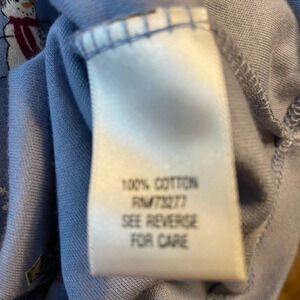 100% COTTON
RN#73277
SEE REVERSE
FOR CARE